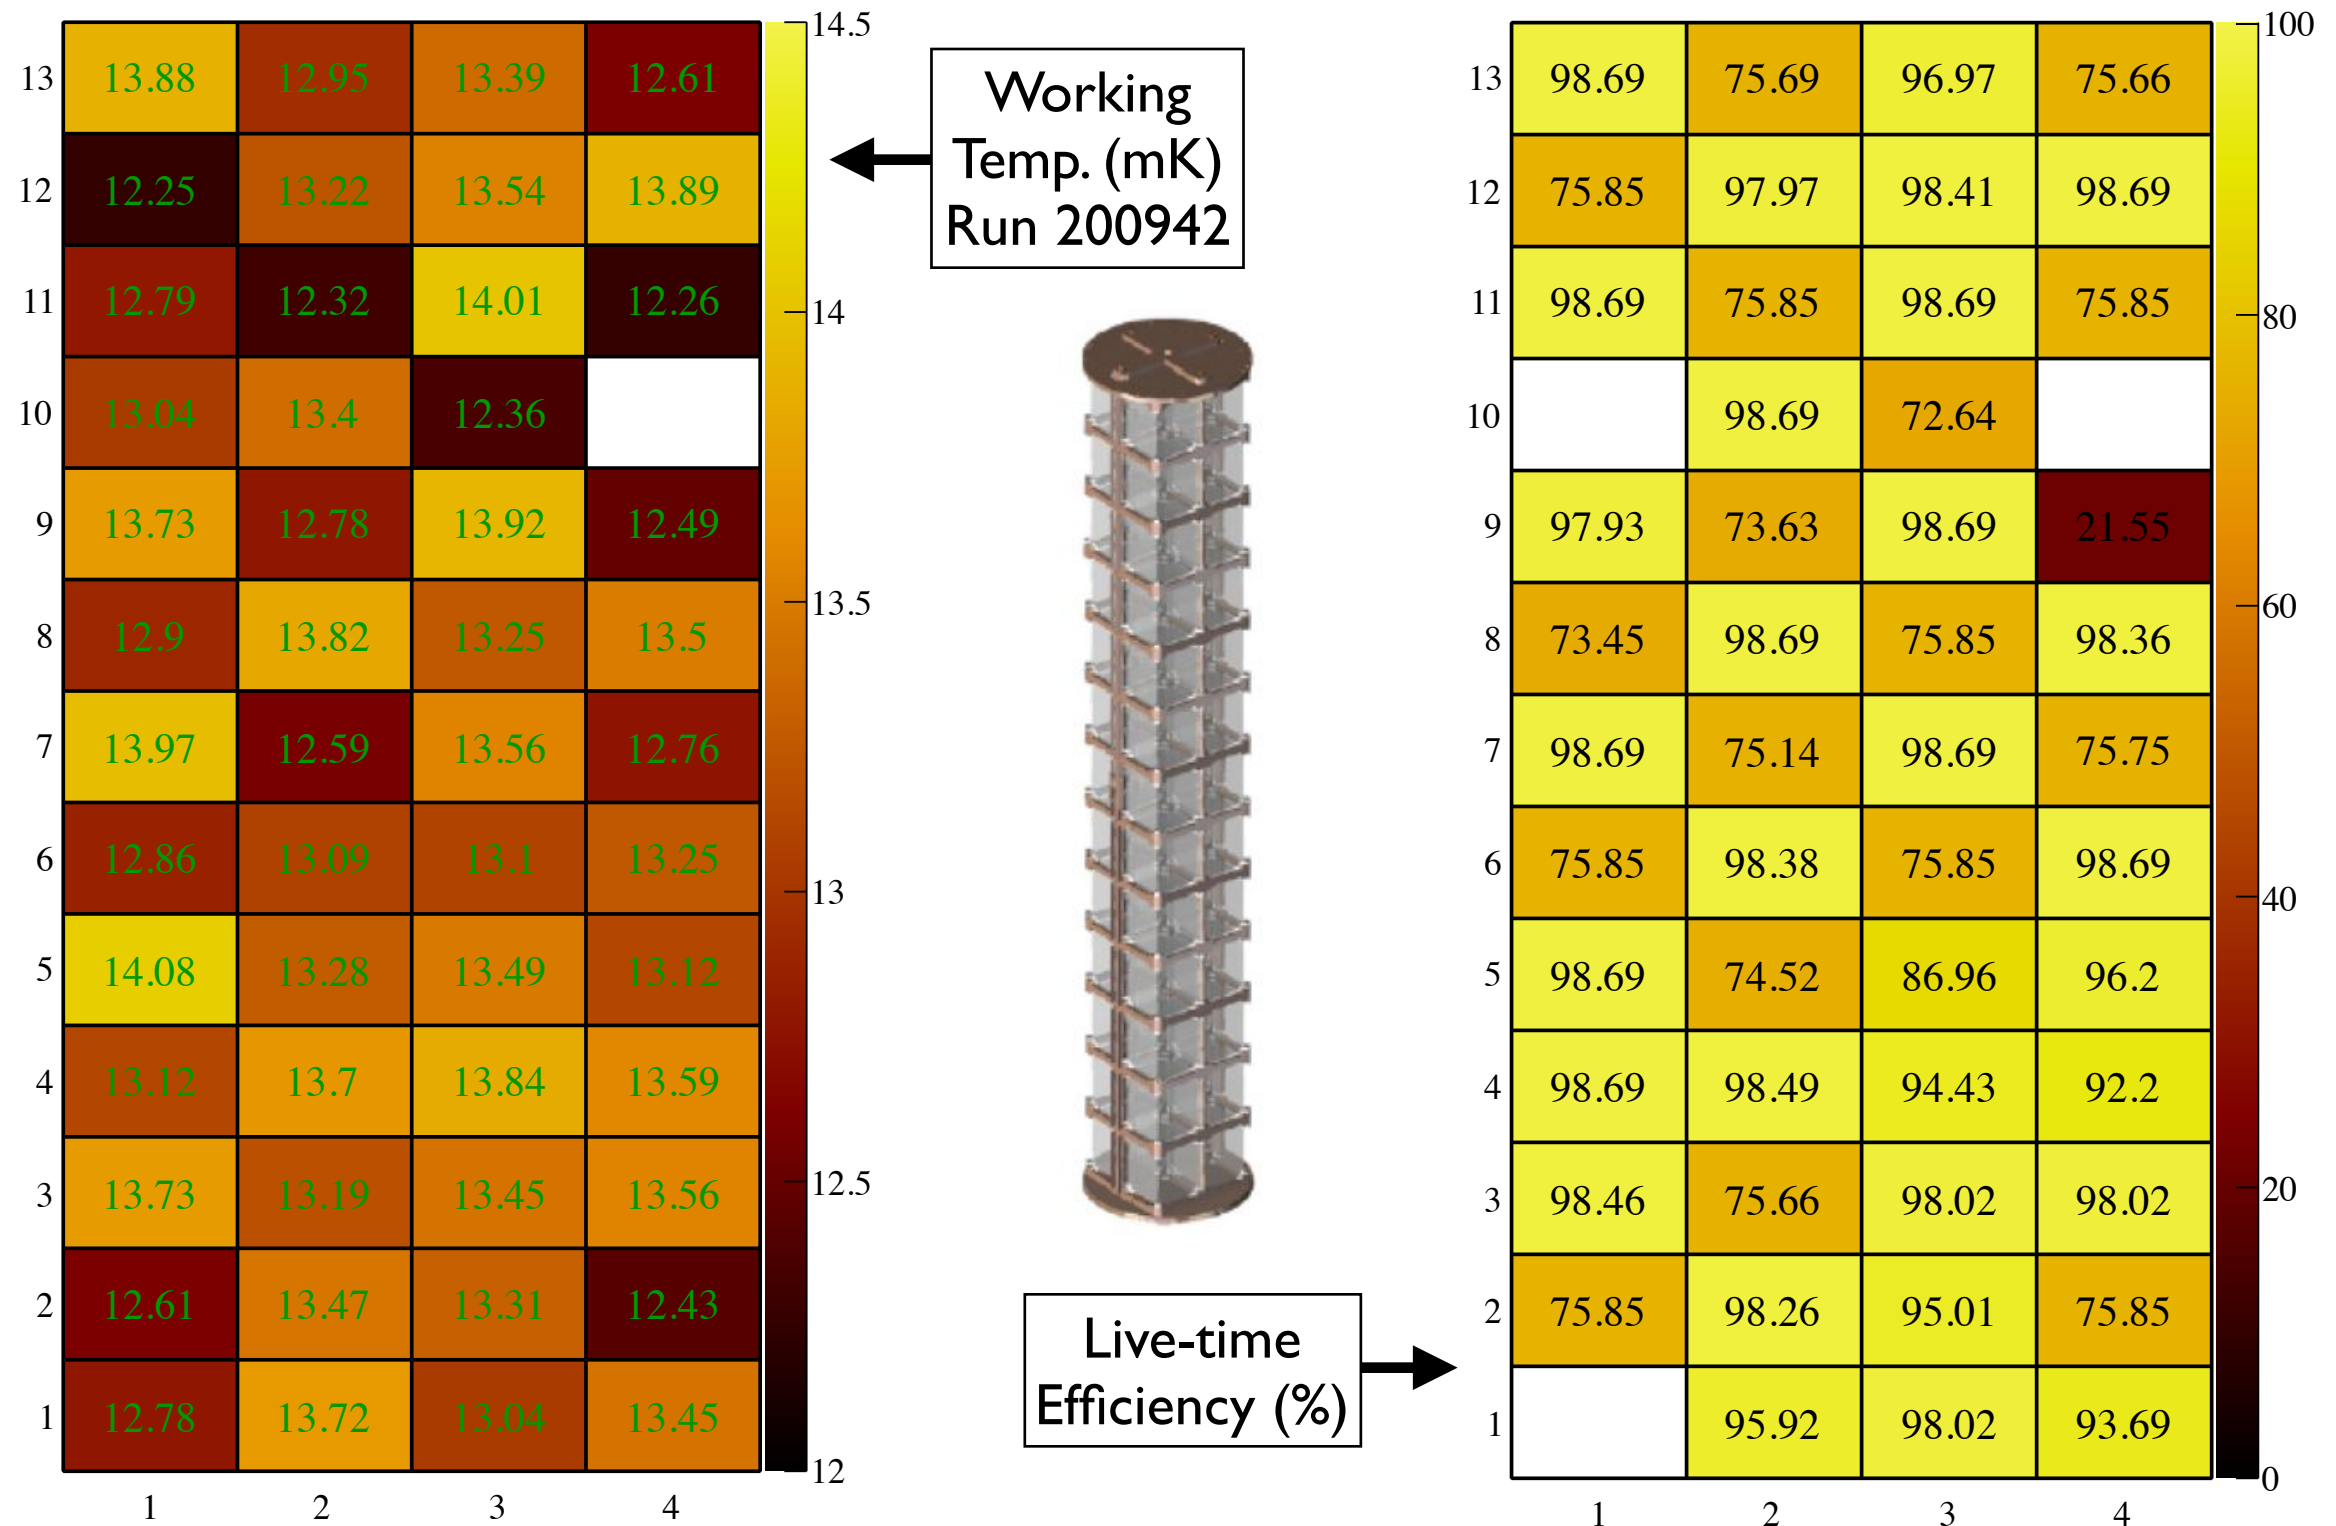 13 13.88 12.95 13.39 12.61
12 12.25 13.22 13.54 13.89
11 12.79 12.32 14.01 12.26
10 13.04 13.4 12.36
9 13.73 12.78 13.92 12.49
8 12.9 13.82 13.25 13.5
7 13.97 12.59 13.56 12.76
6 12.86 13.09 13.1 13.25
5 14.08 13.28 13.49 13.12
4 13.12 13.7 13.84 13.59
3 13.73 13.19 13.45 13.56
2 12.61 13.47 13.31 12.43
1 12.78 13.72 13.04 13.45
1 2 3 4
14.5
14
13.5
13
12.5
12
Working
Temp. (mK)
Run 200942
Live-time
Efficiency (%)
13 98.69 75.69 96.97 75.66
12 75.85 97.97 98.41 98.69
11 98.69 75.85 98.69 75.85
10 98.69 72.64
9 97.93 73.63 98.69 21.55
8 73.45 98.69 75.85 98.36
7 98.69 75.14 98.69 75.75
6 75.85 98.38 75.85 98.69
5 98.69 74.52 86.96 96.2
4 98.69 98.49 94.43 92.2
3 98.46 75.66 98.02 98.02
2 75.85 98.26 95.01 75.85
1 95.92 98.02 93.69
1 2 3 4
100
80
60
40
20
0